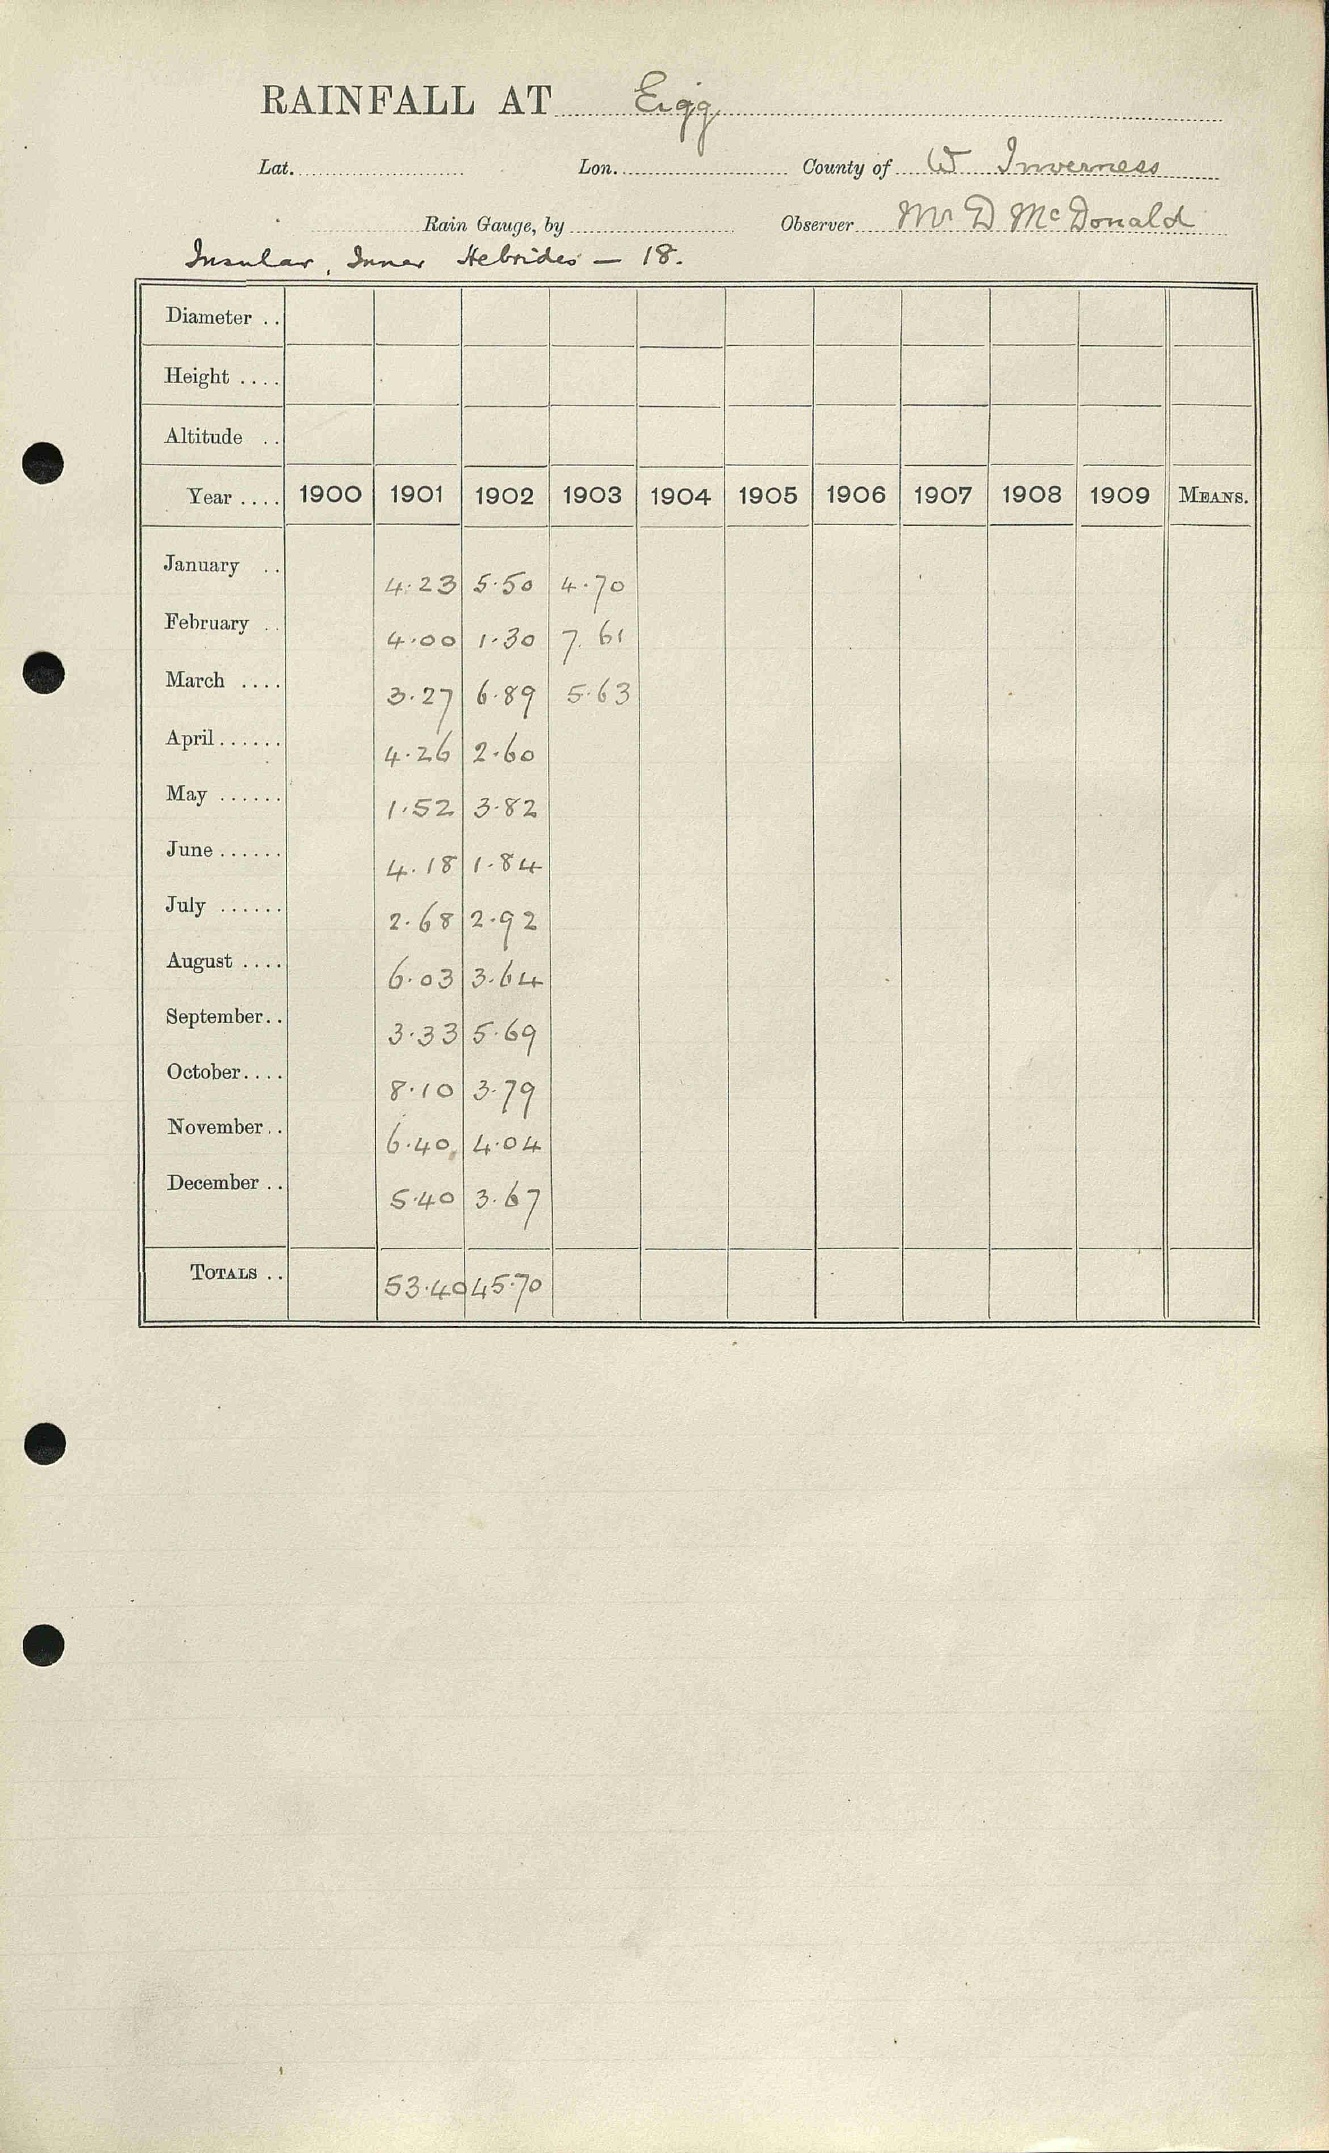 RAINFALL AT Eigg
Lat. Lon. County of W Inverness
Rain Gauge, by Observer Mr D McDonald
Insular, Inner Hebrides — 18.
Diameter ..
Height ....
Altitude ..
Year .... 1900 1901 1902 1903 1904 1905 1906 1907 1908 1909 MEANS.
January .. 4.23 5.50 4.70
February .. 4.00 1.30 7.61
March .... 3.27 6.89 5.63
April ...... 4.26 2.60
May ...... 1.52 3.82
June ...... 4.18 1.84
July ...... 2.68 2.92
August .... 6.03 3.64
September.. 3.33 5.69
October.... 8.10 3.79
November.. 6.40 4.04
December .. 5.40 3.67
TOTALS .. 53.40 45.70